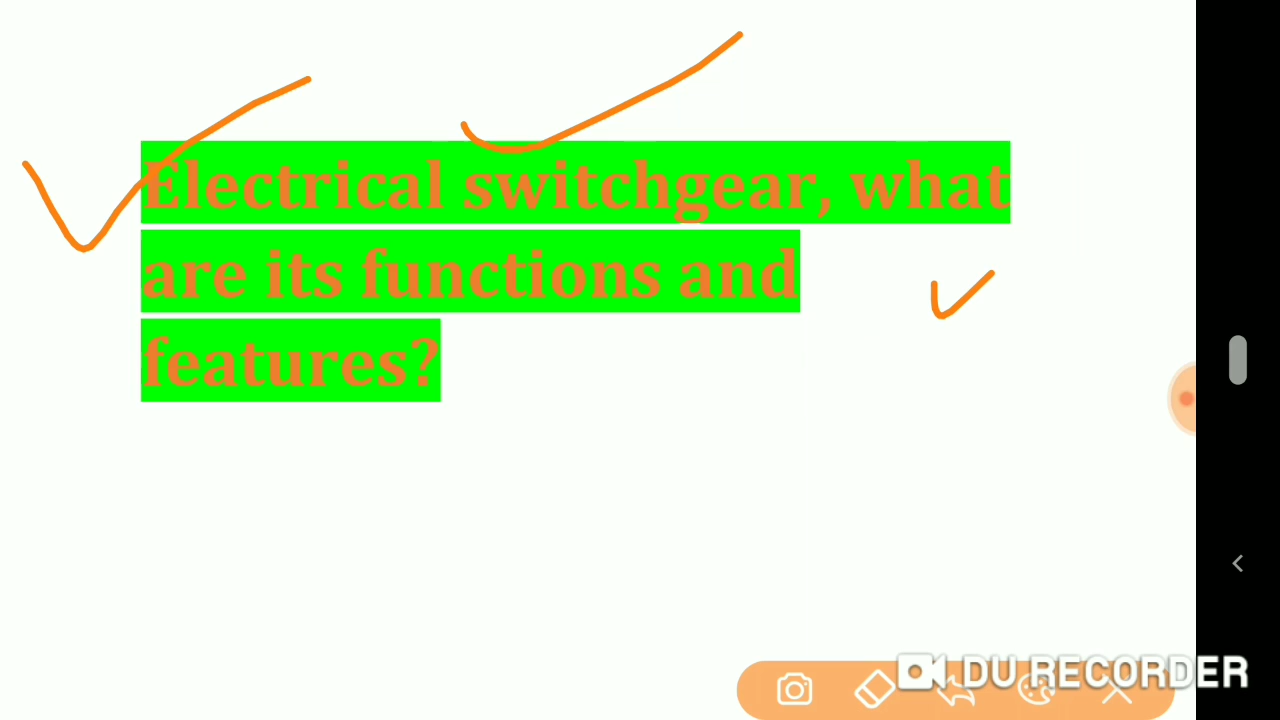 Electrical switchgear, what
are its functions and
features?
DU RECORDER